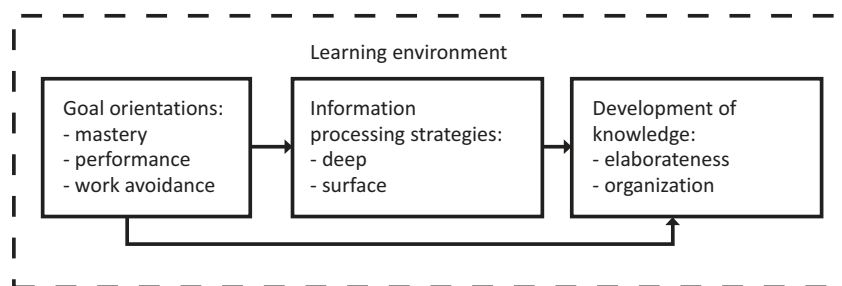 Learning environment
Goal orientations:
- mastery
- performance
- work avoidance
Information
processing strategies:
- deep
- surface
Development of
knowledge:
- elaborateness
- organization